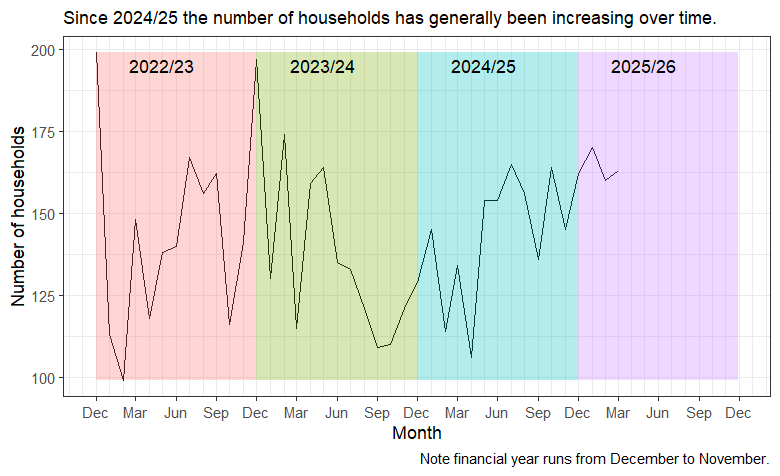 Since 2024/25 the number of households has generally been increasing over time.
200
2022/23 2023/24 2024/25 2025/26
175
150
125
100
Number of households
Dec Mar Jun Sep Dec Mar Jun Sep Dec Mar Jun Sep Dec Mar Jun Sep Dec
Month
Note financial year runs from December to November.